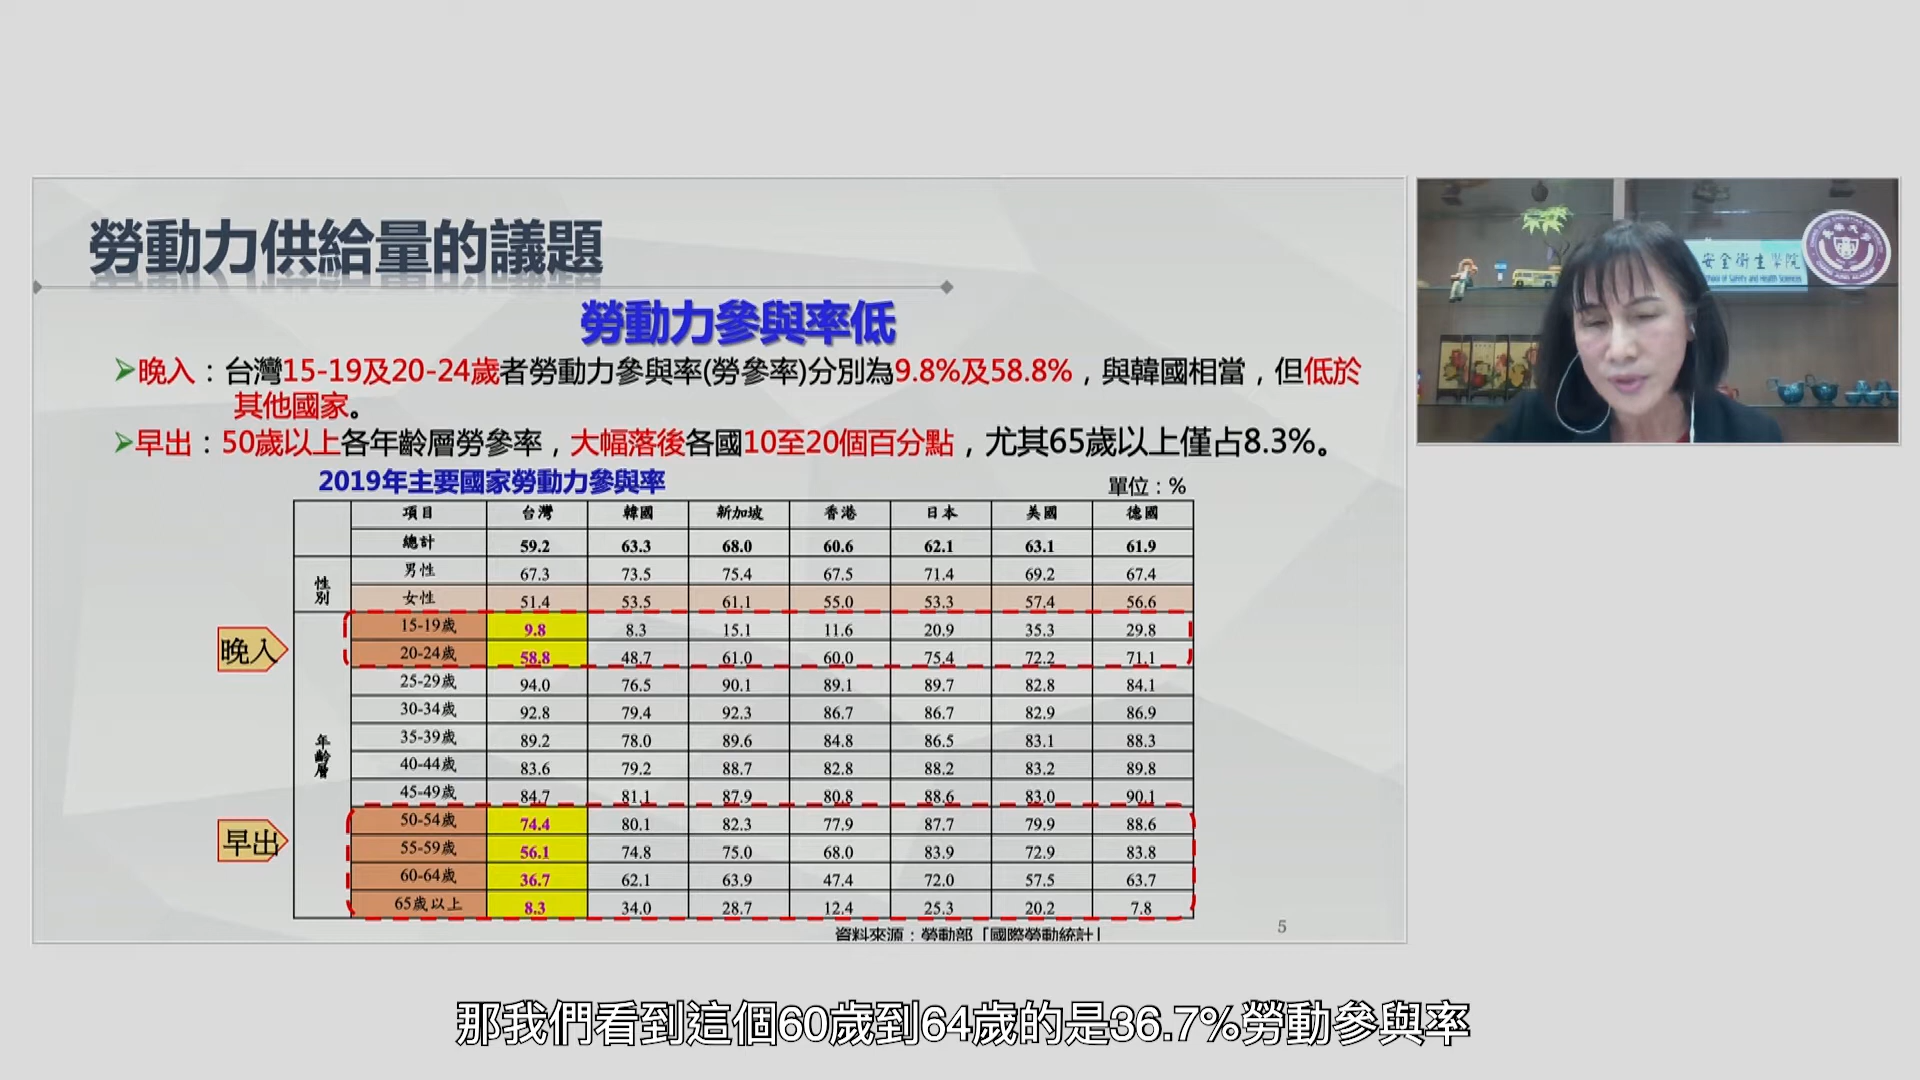 勞動力供給量的議題
勞動力參與率低
晚入：台灣15-19及20-24歲者勞動力參與率(勞參率)分別為9.8%及58.8%，與韓國相當，但低於
其他國家。
早出：50歲以上各年齡層勞參率，大幅落後各國10至20個百分點，尤其65歲以上僅占8.3%。
2019年主要國家勞動力參與率
單位：%
項目 台灣 韓國 新加坡 香港 日本 美國 德國
總計 59.2 63.3 68.0 60.6 62.1 63.1 61.9
性別
男性 67.3 73.5 75.4 67.5 71.4 69.2 67.4
女性 51.4 53.5 61.1 55.0 53.3 57.4 56.6
晚入
年齡層
15-19歲 9.8 8.3 15.1 11.6 20.9 35.3 29.8
20-24歲 58.8 48.7 61.0 60.0 75.4 72.2 71.1
25-29歲 94.0 76.5 90.1 89.1 89.7 82.8 84.1
30-34歲 92.8 79.4 92.3 86.7 86.7 82.9 86.9
35-39歲 89.2 78.0 89.6 84.8 86.5 83.1 88.3
40-44歲 83.6 79.2 88.7 82.8 88.2 83.2 89.8
45-49歲 84.7 81.1 87.9 80.8 88.6 83.0 90.1
早出
50-54歲 74.4 80.1 82.3 77.9 87.7 79.9 88.6
55-59歲 56.1 74.8 75.0 68.0 83.9 72.9 83.8
60-64歲 36.7 62.1 63.9 47.4 72.0 57.5 63.7
65歲以上 8.3 34.0 28.7 12.4 25.3 20.2 7.8
資料來源：勞動部「國際勞動統計」
5
安全衛生學院
School of Safety and Health Sciences
那我們看到這個60歲到64歲的是36.7%勞動參與率